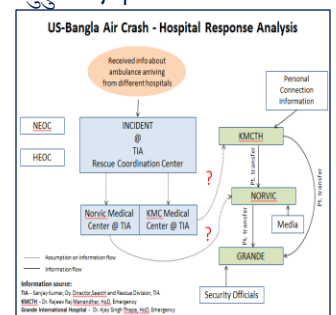 US-Bangla Air Crash - Hospital Response Analysis
Received info about
ambulance arriving
from different hospitals
Personal
Connection
Information
NEOC
HEOC
INCIDENT
@
TIA
Rescue Coordination Center
KMCTH
?
Pt. transfer
Pt. transfer
NORVIC
Norvic Medical
Center @ TIA
KMC Medical
Center @ TIA
?
Pt. transfer
Media
GRANDE
Assumption on information flow
Information flow
Security Officials
Information source:
TIA - Sanjay Kumar, Dy. Director,Search and Rescue Division, TIA
KMCTH - Dr. Rajeev Raj Manandhar, HoD, Emergency
Grande International Hospital - Dr. Ajay Singh Thapa, HoD, Emergency